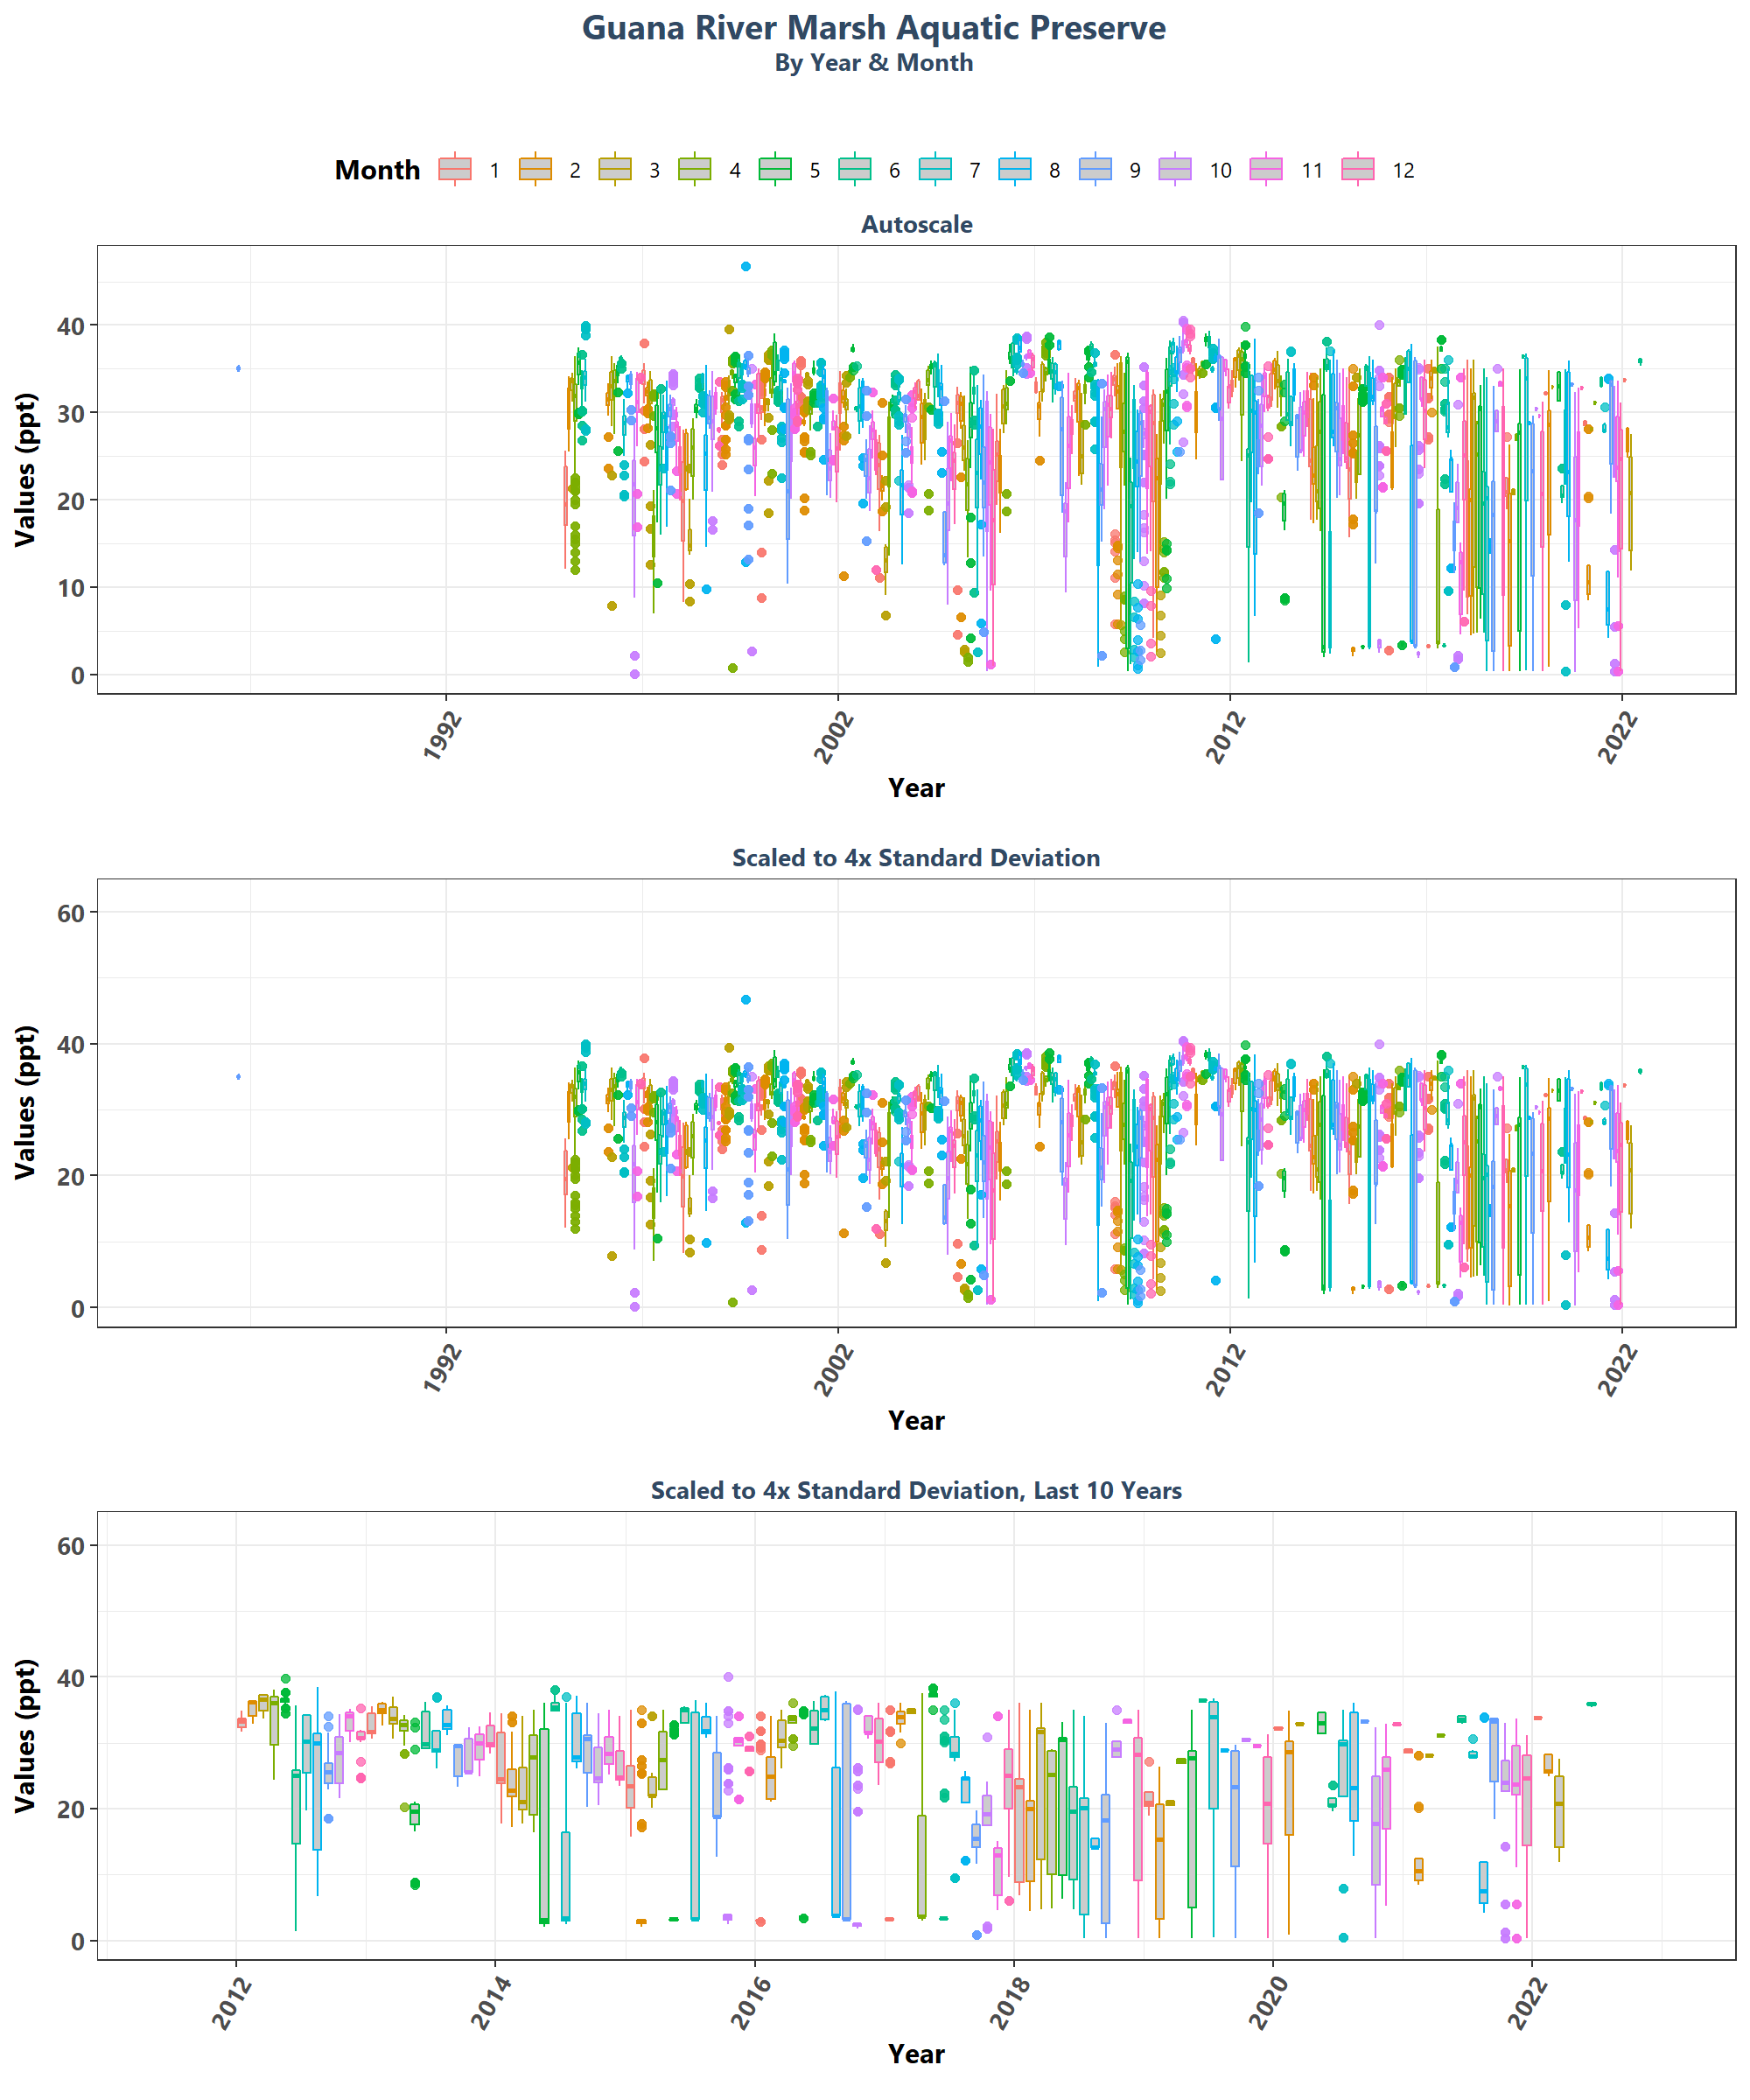 Guana River Marsh Aquatic Preserve
By Year & Month
Month 1 2 3 4 5 6 7 8 9 10 11 12
Autoscale
Values (ppt)
40
30
20
10
0
1992 2002 2012 2022
Year
Scaled to 4x Standard Deviation
Values (ppt)
60
40
20
0
1992 2002 2012 2022
Year
Scaled to 4x Standard Deviation, Last 10 Years
Values (ppt)
60
40
20
0
2012 2014 2016 2018 2020 2022
Year